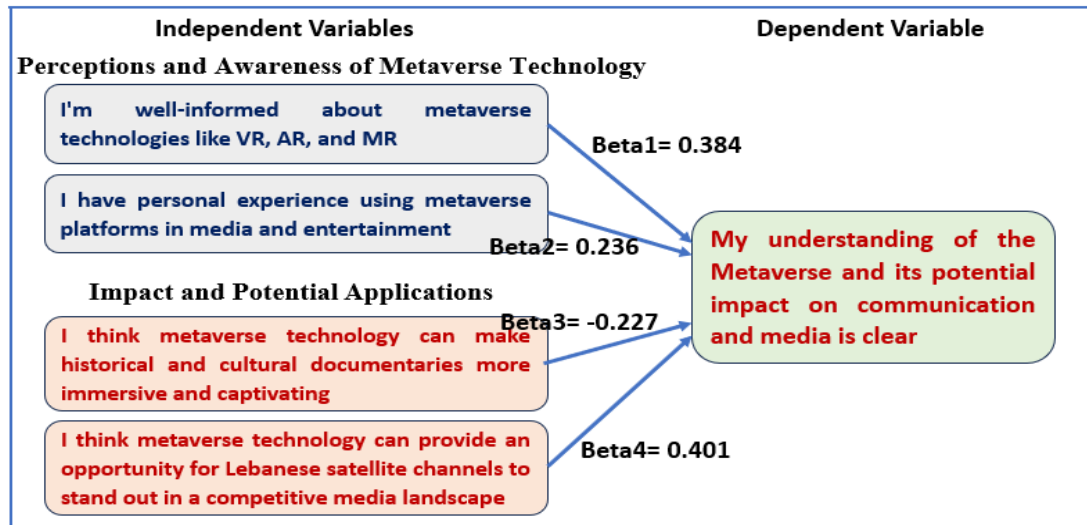 Independent Variables
Dependent Variable
Perceptions and Awareness of Metaverse Technology
I'm well-informed about metaverse
technologies like VR, AR, and MR
Beta1= 0.384
I have personal experience using metaverse
platforms in media and entertainment
Beta2= 0.236
My understanding of the
Metaverse and its potential
impact on communication
and media is clear
Impact and Potential Applications
Beta3= -0.227
I think metaverse technology can make
historical and cultural documentaries more
immersive and captivating
I think metaverse technology can provide an
opportunity for Lebanese satellite channels to
stand out in a competitive media landscape
Beta4= 0.401